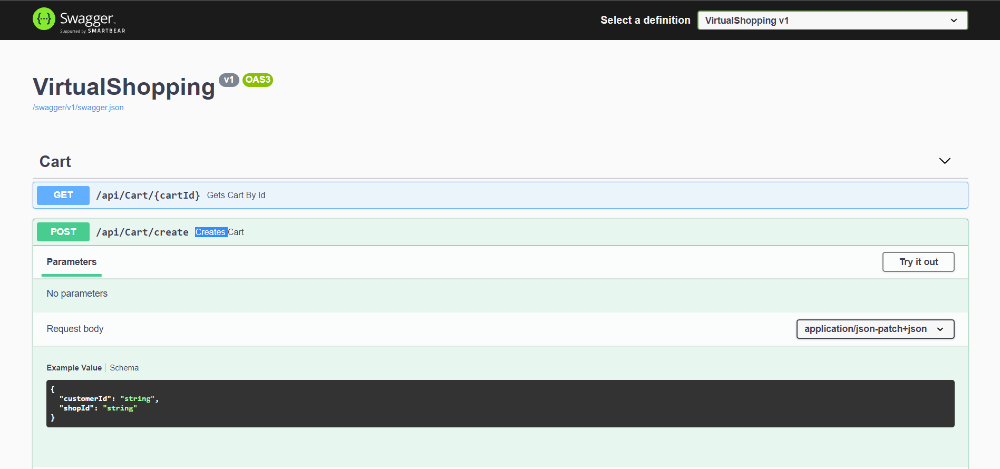 {···} Swagger™
Supported by SMARTBEAR
Select a definition
VirtualShopping v1
VirtualShopping v1 OAS3
/swagger/v1/swagger.json
Cart
GET /api/Cart/{cartId} Gets Cart By Id
POST /api/Cart/create Creates Cart
Parameters
Try it out
No parameters
Request body
application/json-patch+json
Example Value
Schema
{
  "customerId": "string",
  "shopId": "string"
}